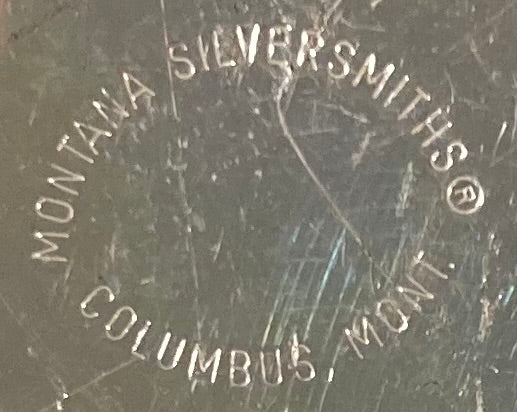 MONTANA SILVERSMITHS®
COLUMBUS, MONT.